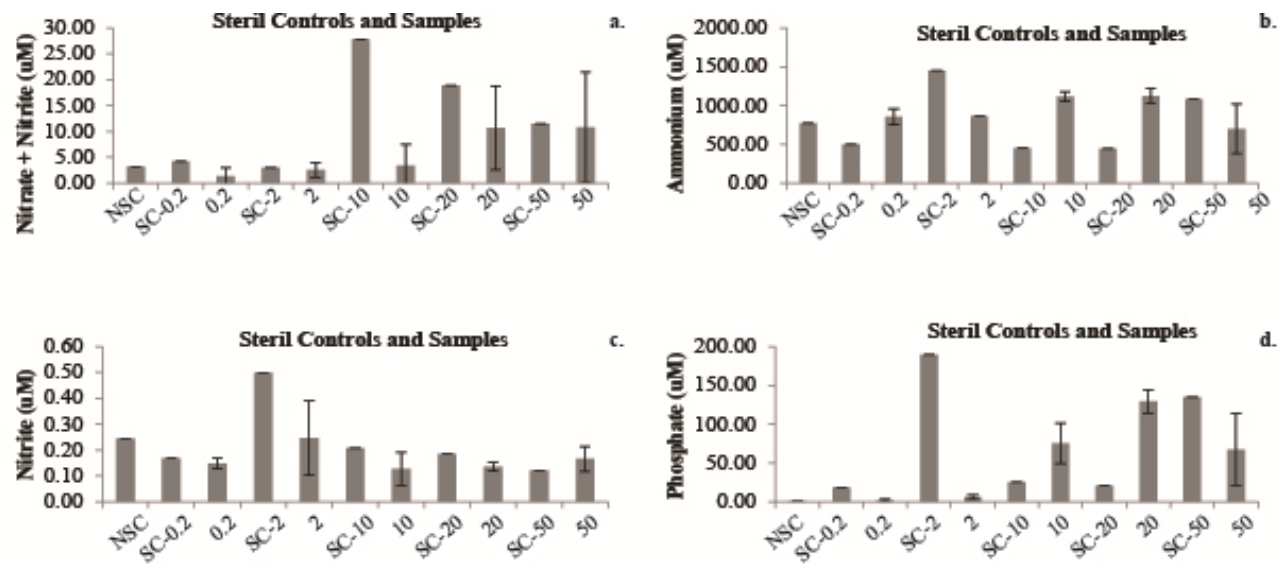 Steril Controls and Samples
a.
Nitrate + Nitrite (uM)
30.00
25.00
20.00
15.00
10.00
5.00
0.00
NSC
SC-0.2
0.2
SC-2
2
SC-10
10
SC-20
20
SC-50
50
Steril Controls and Samples
b.
Ammonium (uM)
2000.00
1500.00
1000.00
500.00
0.00
NSC
SC-0.2
0.2
SC-2
2
SC-10
10
SC-20
20
SC-50
50
Steril Controls and Samples
c.
Nitrite (uM)
0.60
0.50
0.40
0.30
0.20
0.10
0.00
NSC
SC-0.2
0.2
SC-2
2
SC-10
10
SC-20
20
SC-50
50
Steril Controls and Samples
d.
Phosphate (uM)
200.00
150.00
100.00
50.00
0.00
NSC
SC-0.2
0.2
SC-2
2
SC-10
10
SC-20
20
SC-50
50